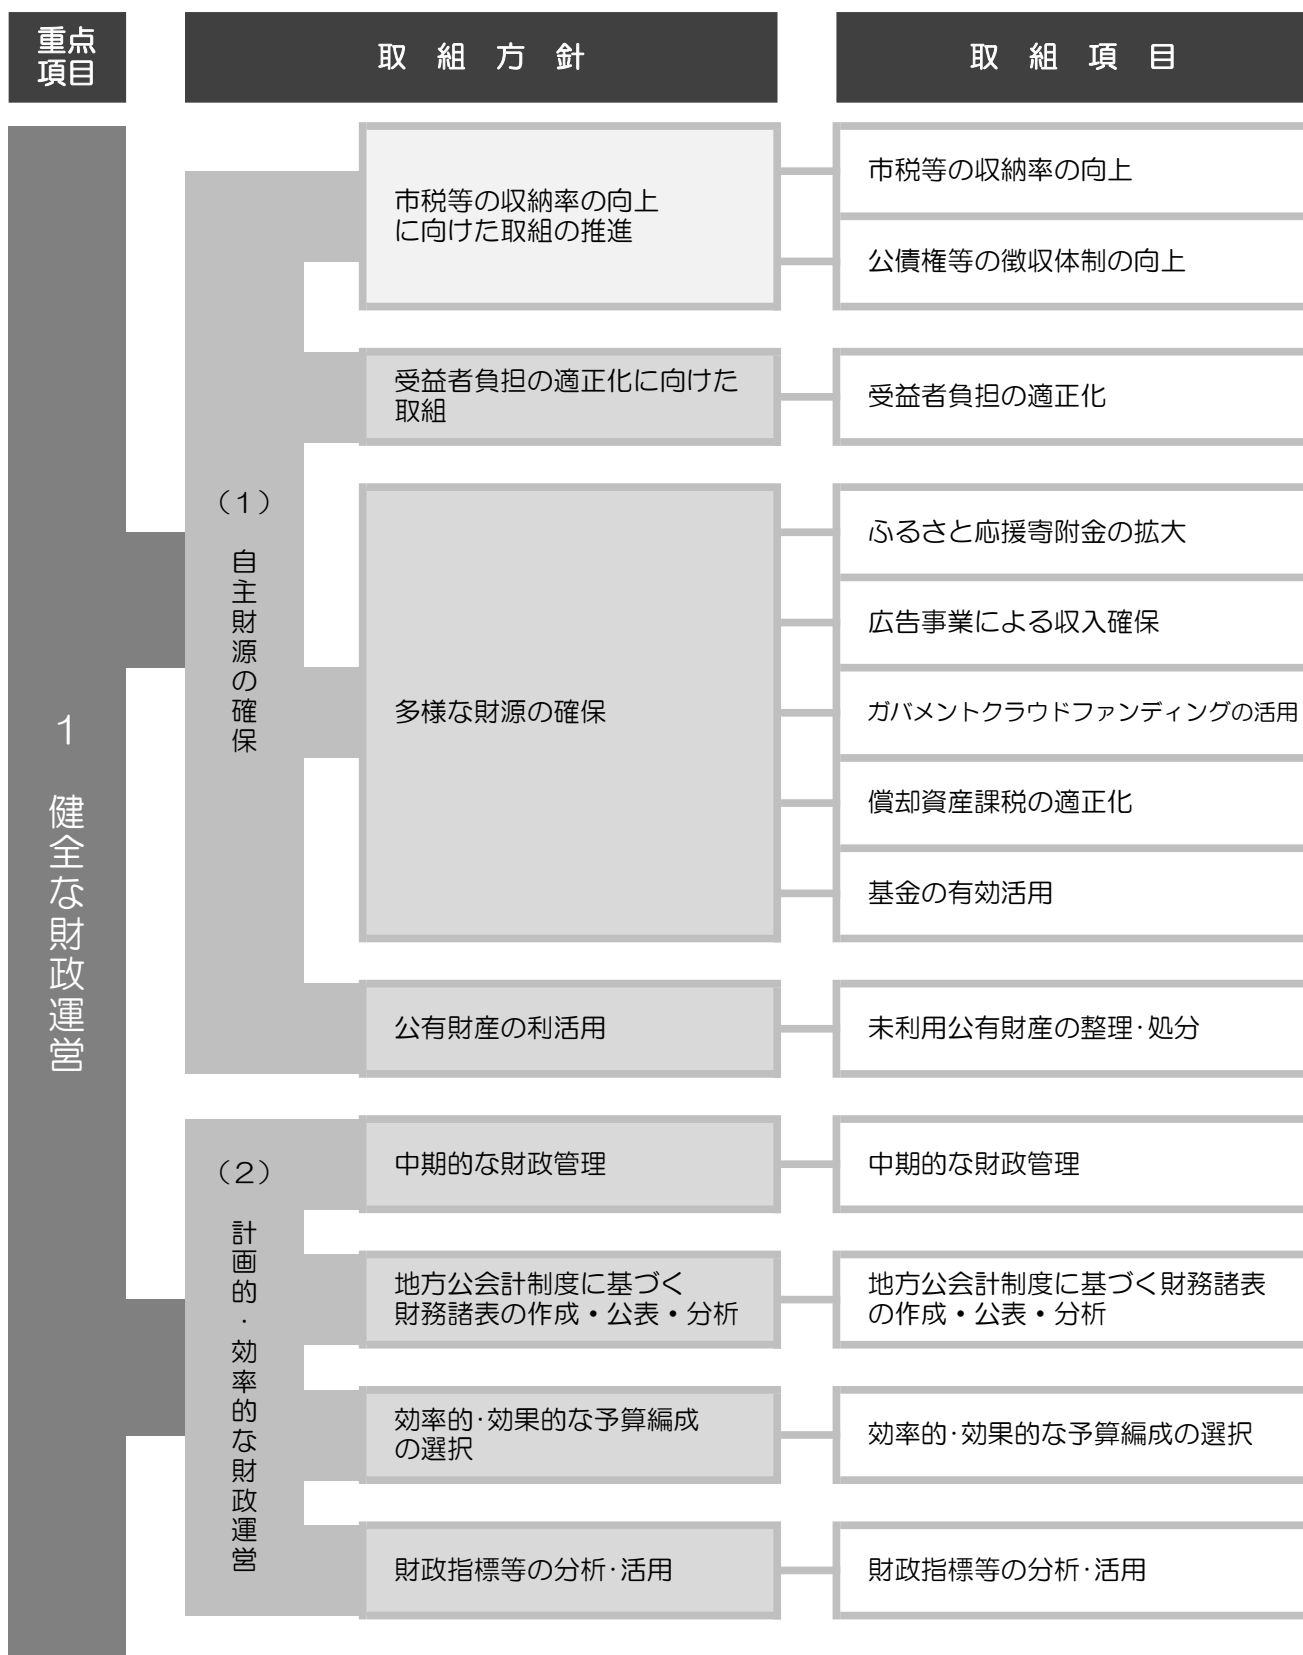 重点
項目
取組方針
取組項目
1 健全な財政運営
（1） 自主財源の確保
市税等の収納率の向上
に向けた取組の推進
市税等の収納率の向上
公債権等の徴収体制の向上
受益者負担の適正化に向けた
取組
受益者負担の適正化
多様な財源の確保
ふるさと応援寄附金の拡大
広告事業による収入確保
ガバメントクラウドファンディングの活用
償却資産課税の適正化
基金の有効活用
公有財産の利活用
未利用公有財産の整理･処分
（2） 計画的･効率的な財政運営
中期的な財政管理
中期的な財政管理
地方公会計制度に基づく
財務諸表の作成・公表・分析
地方公会計制度に基づく財務諸表
の作成・公表・分析
効率的･効果的な予算編成
の選択
効率的･効果的な予算編成の選択
財政指標等の分析･活用
財政指標等の分析･活用